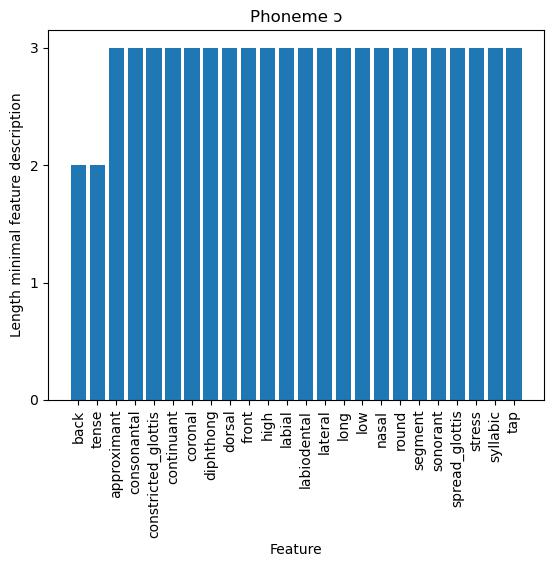 Phoneme ɔ
Length minimal feature description
3
2
1
0
back
tense
approximant
consonantal
constricted_glottis
continuant
coronal
diphthong
dorsal
front
high
labial
labiodental
lateral
long
low
nasal
round
segment
sonorant
spread_glottis
stress
syllabic
tap
Feature